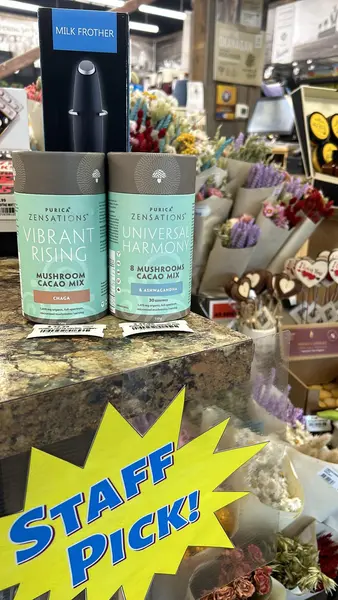 MILK FROTHER
PURICA
ZENSATIONS
VIBRANT
RISING
MUSHROOM
CACAO MIX
CHAGA
PURICA
ZENSATIONS
UNIVERSAL
HARMONY
8 MUSHROOMS
CACAO MIX
& ASHWAGANDHA
STAFF
PICK!